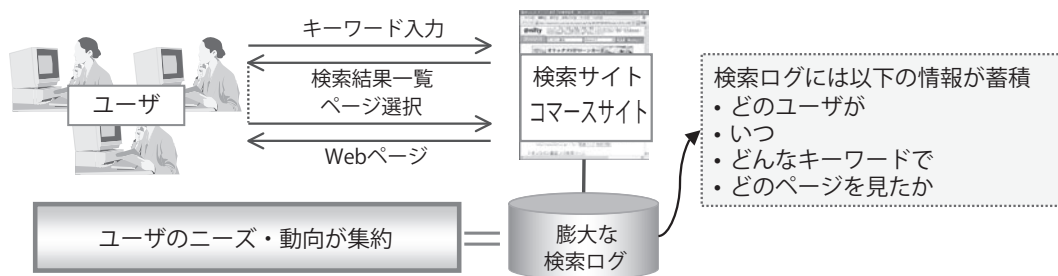 キーワード入力
検索結果一覧
ページ選択
Webページ
ユーザ
@nifty
検索サイト
コマースサイト
検索ログには以下の情報が蓄積
• どのユーザが
• いつ
• どんなキーワードで
• どのページを見たか
ユーザのニーズ・動向が集約
膨大な
検索ログ